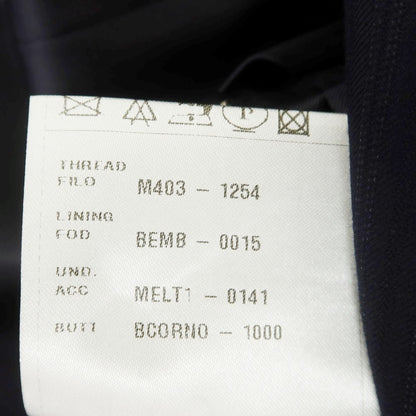 P
THREAD
FILO M403 - 1254
LINING
FOD BEMB - 0015
UND.
ACC MELT1 - 0141
BUTT BCORNO - 1000